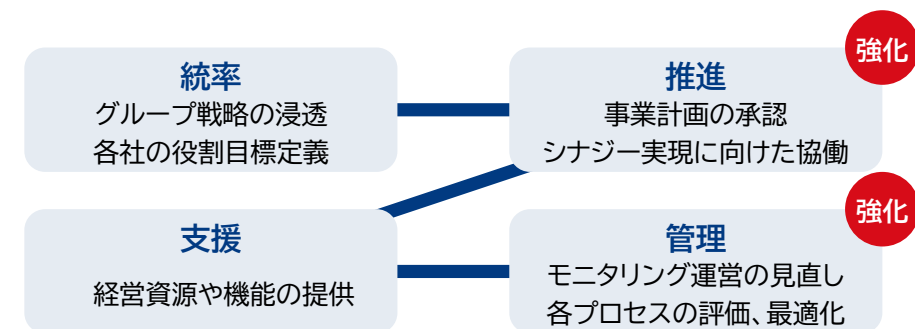 統率
グループ戦略の浸透
各社の役割目標定義
強化
推進
事業計画の承認
シナジー実現に向けた協働
支援
経営資源や機能の提供
強化
管理
モニタリング運営の見直し
各プロセスの評価、最適化